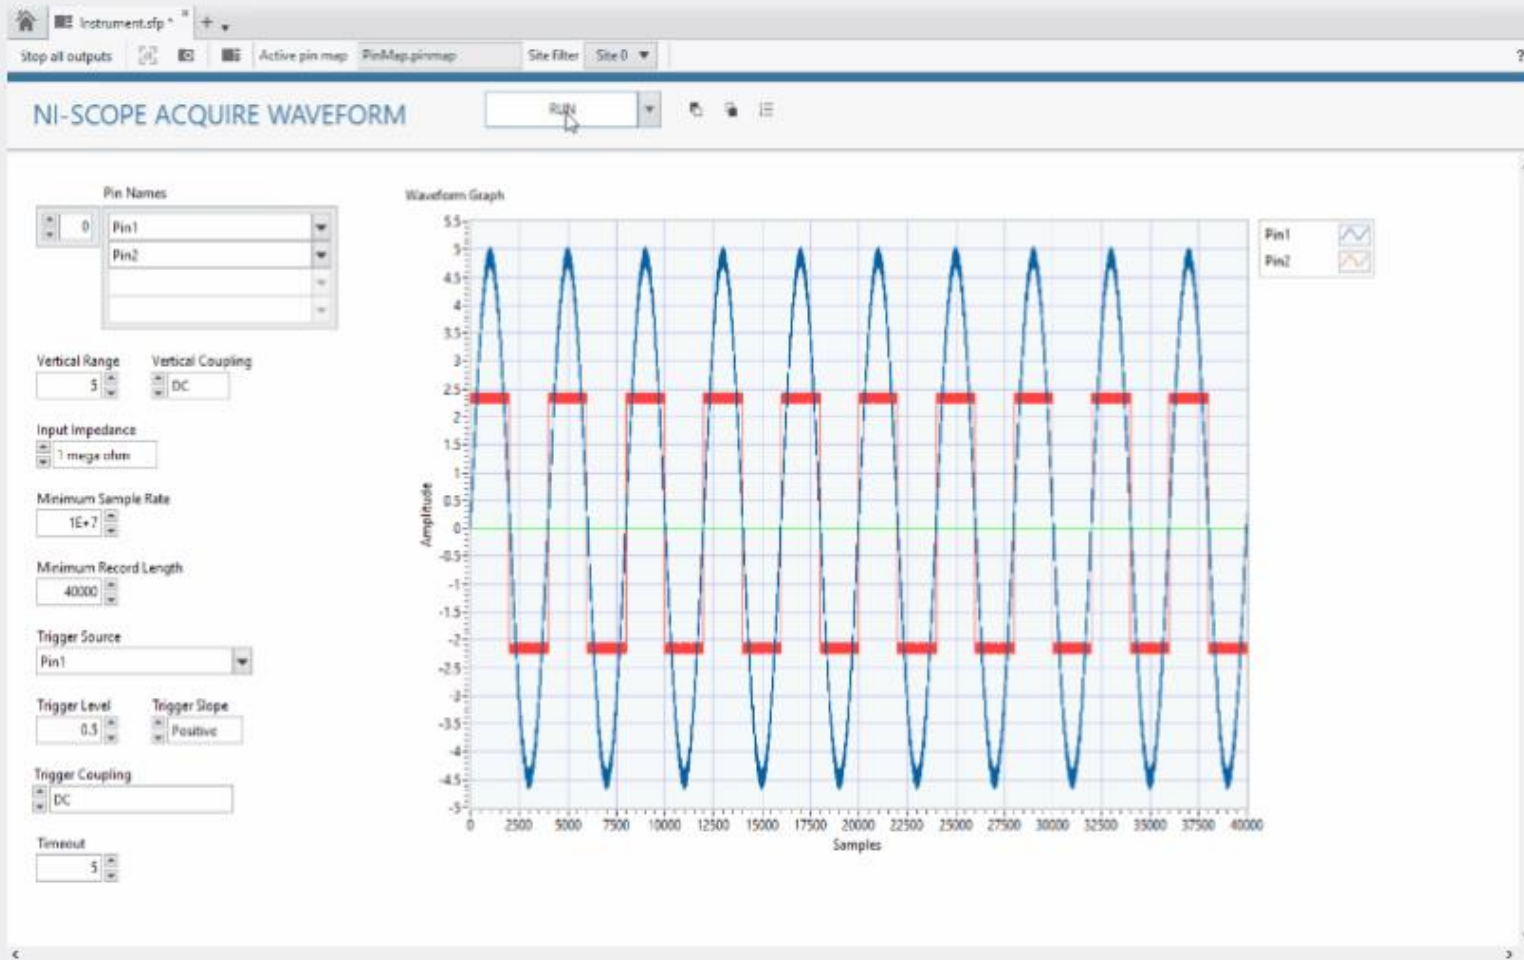 Instrument.sfp *
Stop all outputs Active pin map PinMap.pinmap Site Filter Site 0 ?
NI-SCOPE ACQUIRE WAVEFORM RUN
Pin Names
0 Pin1
Pin2
Vertical Range Vertical Coupling
5 DC
Input Impedance
1 mega ohm
Minimum Sample Rate
1E+7
Minimum Record Length
40000
Trigger Source
Pin1
Trigger Level Trigger Slope
0.5 Positive
Trigger Coupling
DC
Timeout
5
Waveform Graph
5.5
5
4.5
4
3.5
3
2.5
2
1.5
1
0.5
0
-0.5
-1
-1.5
-2
-2.5
-3
-3.5
-4
-4.5
-5
Amplitude
0 2500 5000 7500 10000 12500 15000 17500 20000 22500 25000 27500 30000 32500 35000 37500 40000
Samples
Pin1
Pin2